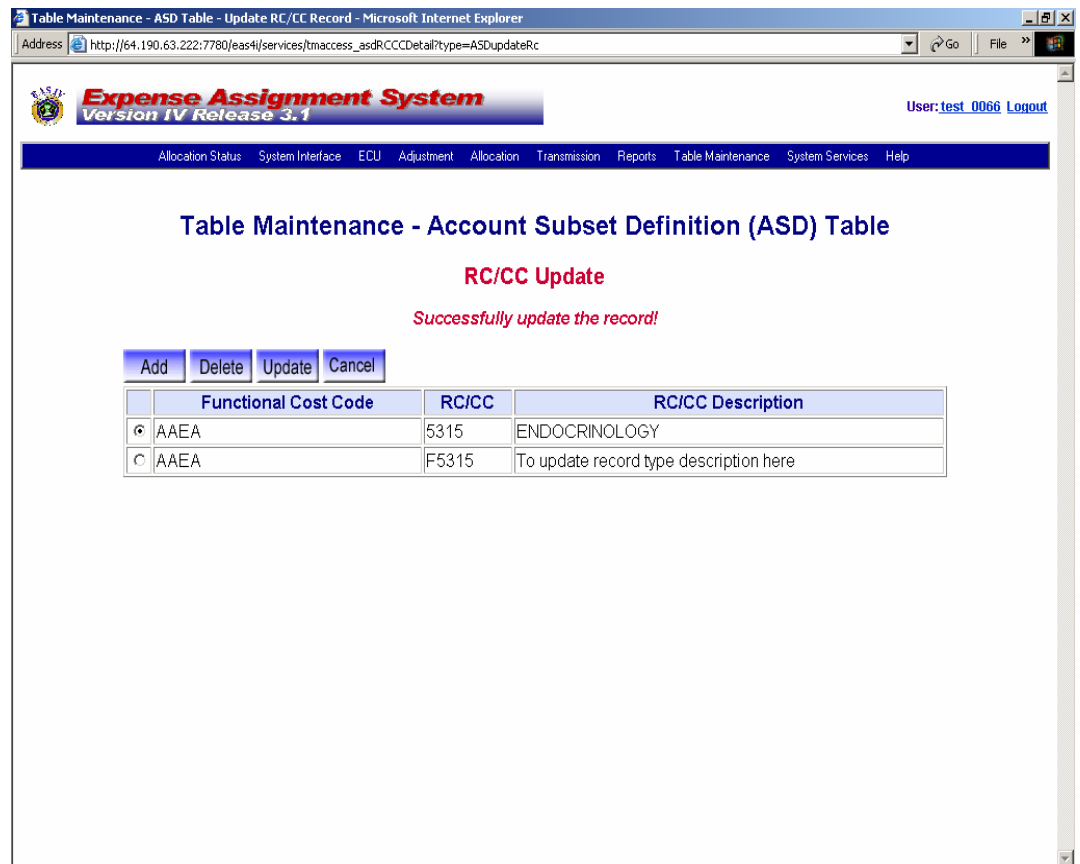 Table Maintenance - ASD Table - Update RC/CC Record - Microsoft Internet Explorer
Address http://64.190.63.222:7780/eas4i/services/tmaccess_asdRCCCDetail?type=ASDupdateRc Go File »
EAS IV
Expense Assignment System
Version IV Release 3.1
User: test_0066 Logout
Allocation Status System Interface ECU Adjustment Allocation Transmission Reports Table Maintenance System Services Help
Table Maintenance - Account Subset Definition (ASD) Table
RC/CC Update
Successfully update the record!
Add Delete Update Cancel
Functional Cost Code RC/CC RC/CC Description
AAEA 5315 ENDOCRINOLOGY
AAEA F5315 To update record type description here